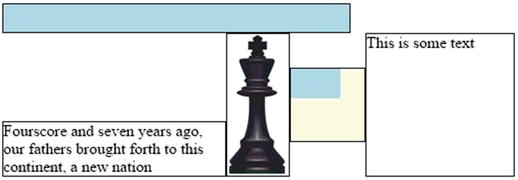 This is some text
Fourscore and seven years ago,
our fathers brought forth to this
continent, a new nation